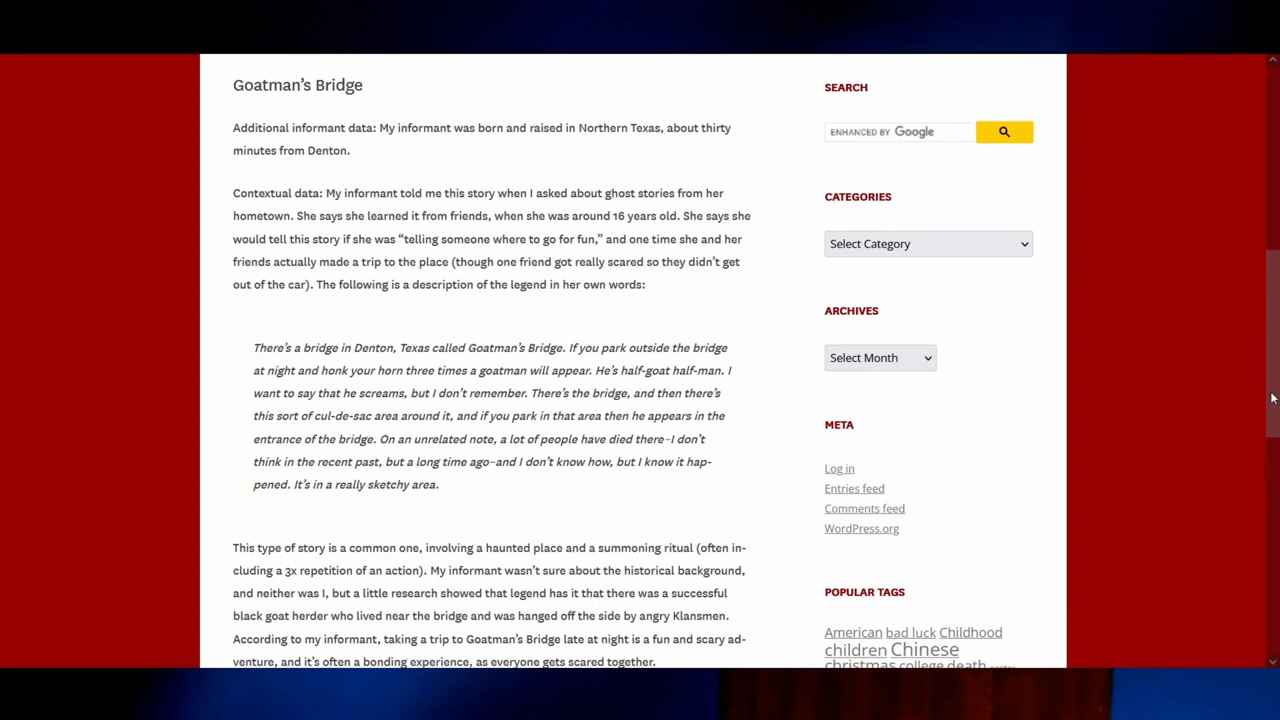 Goatman's Bridge
Additional informant data: My informant was born and raised in Northern Texas, about thirty
minutes from Denton.
Contextual data: My informant told me this story when I asked about ghost stories from her
hometown. She says she learned it from friends, when she was around 16 years old. She says she
would tell this story if she was “telling someone where to go for fun,” and one time she and her
friends actually made a trip to the place (though one friend got really scared so they didn't get
out of the car). The following is a description of the legend in her own words:
There's a bridge in Denton, Texas called Goatman's Bridge. If you park outside the bridge
at night and honk your horn three times a goatman will appear. He's half-goat half-man. I
want to say that he screams, but I don't remember. There's the bridge, and then there's
this sort of cul-de-sac area around it, and if you park in that area then he appears in the
entrance of the bridge. On an unrelated note, a lot of people have died there–I don't
think in the recent past, but a long time ago–and I don't know how, but I know it hap-
pened. It's in a really sketchy area.
This type of story is a common one, involving a haunted place and a summoning ritual (often in-
cluding a 3x repetition of an action). My informant wasn't sure about the historical background,
and neither was I, but a little research showed that legend has it that there was a successful
black goat herder who lived near the bridge and was hanged off the side by angry Klansmen.
According to my informant, taking a trip to Goatman's Bridge late at night is a fun and scary ad-
venture, and it's often a bonding experience, as everyone gets scared together.
SEARCH
ENHANCED BY Google
CATEGORIES
Select Category
ARCHIVES
Select Month
META
Log in
Entries feed
Comments feed
WordPress.org
POPULAR TAGS
American bad luck Childhood
children Chinese
christmas college death